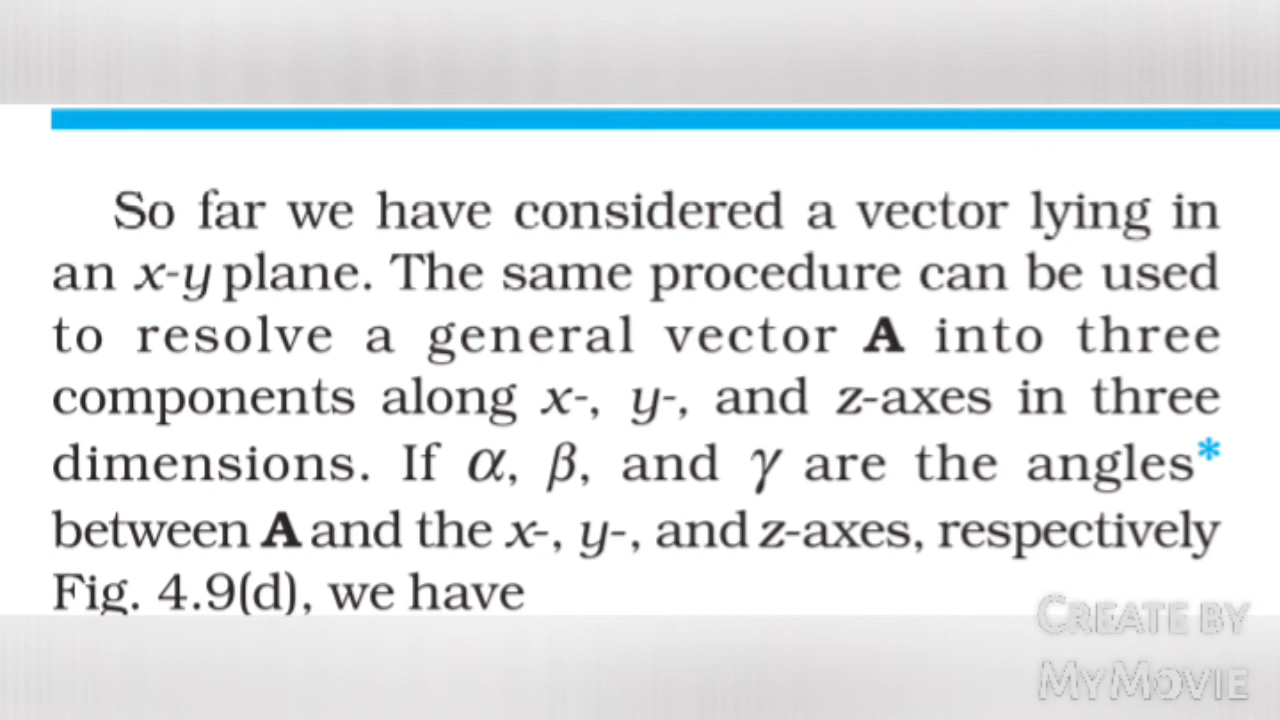 So far we have considered a vector lying in
an x-y plane. The same procedure can be used
to resolve a general vector A into three
components along x-, y-, and z-axes in three
dimensions. If α, β, and γ are the angles*
between A and the x-, y-, and z-axes, respectively
Fig. 4.9(d), we have
CREATE BY
MYMOVIE